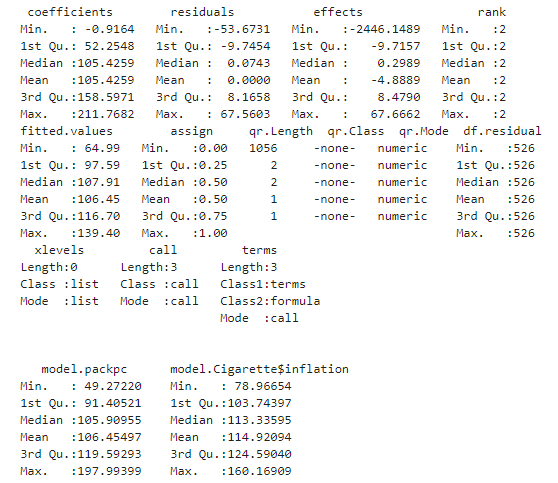 coefficients       residuals          effects              rank
Min.   : -0.9164   Min.   :-53.6731   Min.   :-2446.1489   Min.   :2
1st Qu.: 52.2548   1st Qu.: -9.7454   1st Qu.:   -9.7157   1st Qu.:2
Median :105.4259   Median :  0.0743   Median :    0.2989   Median :2
Mean   :105.4259   Mean   :  0.0000   Mean   :   -4.8889   Mean   :2
3rd Qu.:158.5971   3rd Qu.:  8.1658   3rd Qu.:    8.4790   3rd Qu.:2
Max.   :211.7682   Max.   : 67.5603   Max.   :   67.6662   Max.   :2
fitted.values       assign     qr.Length  qr.Class  qr.Mode  df.residual
Min.   : 64.99   Min.   :0.00   1056     -none-   numeric   Min.   :526
1st Qu.: 97.59   1st Qu.:0.25      2     -none-   numeric   1st Qu.:526
Median :107.91   Median :0.50      2     -none-   numeric   Median :526
Mean   :106.45   Mean   :0.50      1     -none-   numeric   Mean   :526
3rd Qu.:116.70   3rd Qu.:0.75      1     -none-   numeric   3rd Qu.:526
Max.   :139.40   Max.   :1.00                               Max.   :526
  xlevels        call        terms
Length:0     Length:3     Length:3
Class :list   Class :call   Class1:terms
Mode  :list   Mode  :call   Class2:formula
                          Mode  :call
  model.packpc     model.Cigarette$inflation
Min.   : 49.27220   Min.   : 78.96654
1st Qu.: 91.40521   1st Qu.:103.74397
Median :105.90955   Median :113.33595
Mean   :106.45497   Mean   :114.92094
3rd Qu.:119.59293   3rd Qu.:124.59040
Max.   :197.99399   Max.   :160.16909